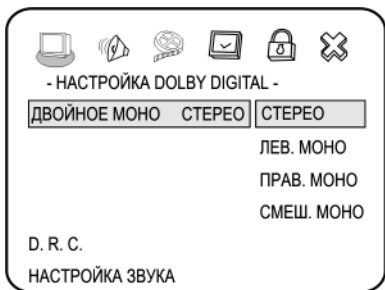 - НАСТРОЙКА DOLBY DIGITAL -
ДВОЙНОЕ МОНО СТЕРЕО СТЕРЕО
ЛЕВ. МОНО
ПРАВ. МОНО
СМЕШ. МОНО
D. R. C.
НАСТРОЙКА ЗВУКА